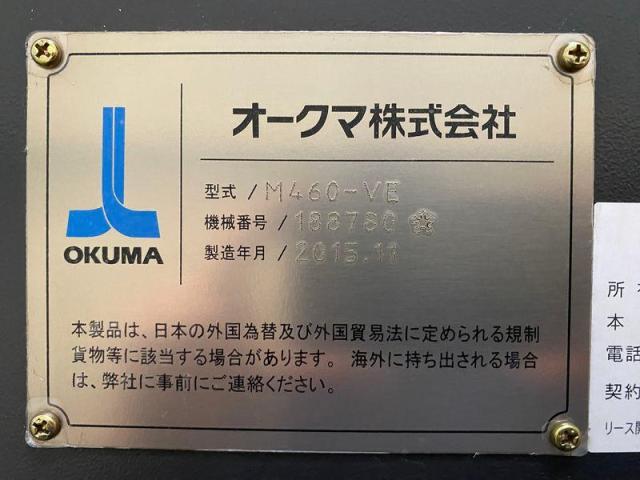 オークマ株式会社
OKUMA
型式 / M460-VE
機械番号 / 188780
製造年月 / 2015.11
本製品は、日本の外国為替及び外国貿易法に定められる規制
貨物等に該当する場合があります。 海外に持ち出される場合
は、弊社に事前にご連絡ください。
所
本
電話
契約
リース